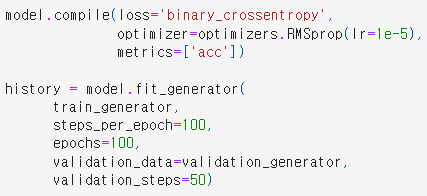 model.compile(loss='binary_crossentropy',
              optimizer=optimizers.RMSprop(lr=1e-5),
              metrics=['acc'])

history = model.fit_generator(
      train_generator,
      steps_per_epoch=100,
      epochs=100,
      validation_data=validation_generator,
      validation_steps=50)